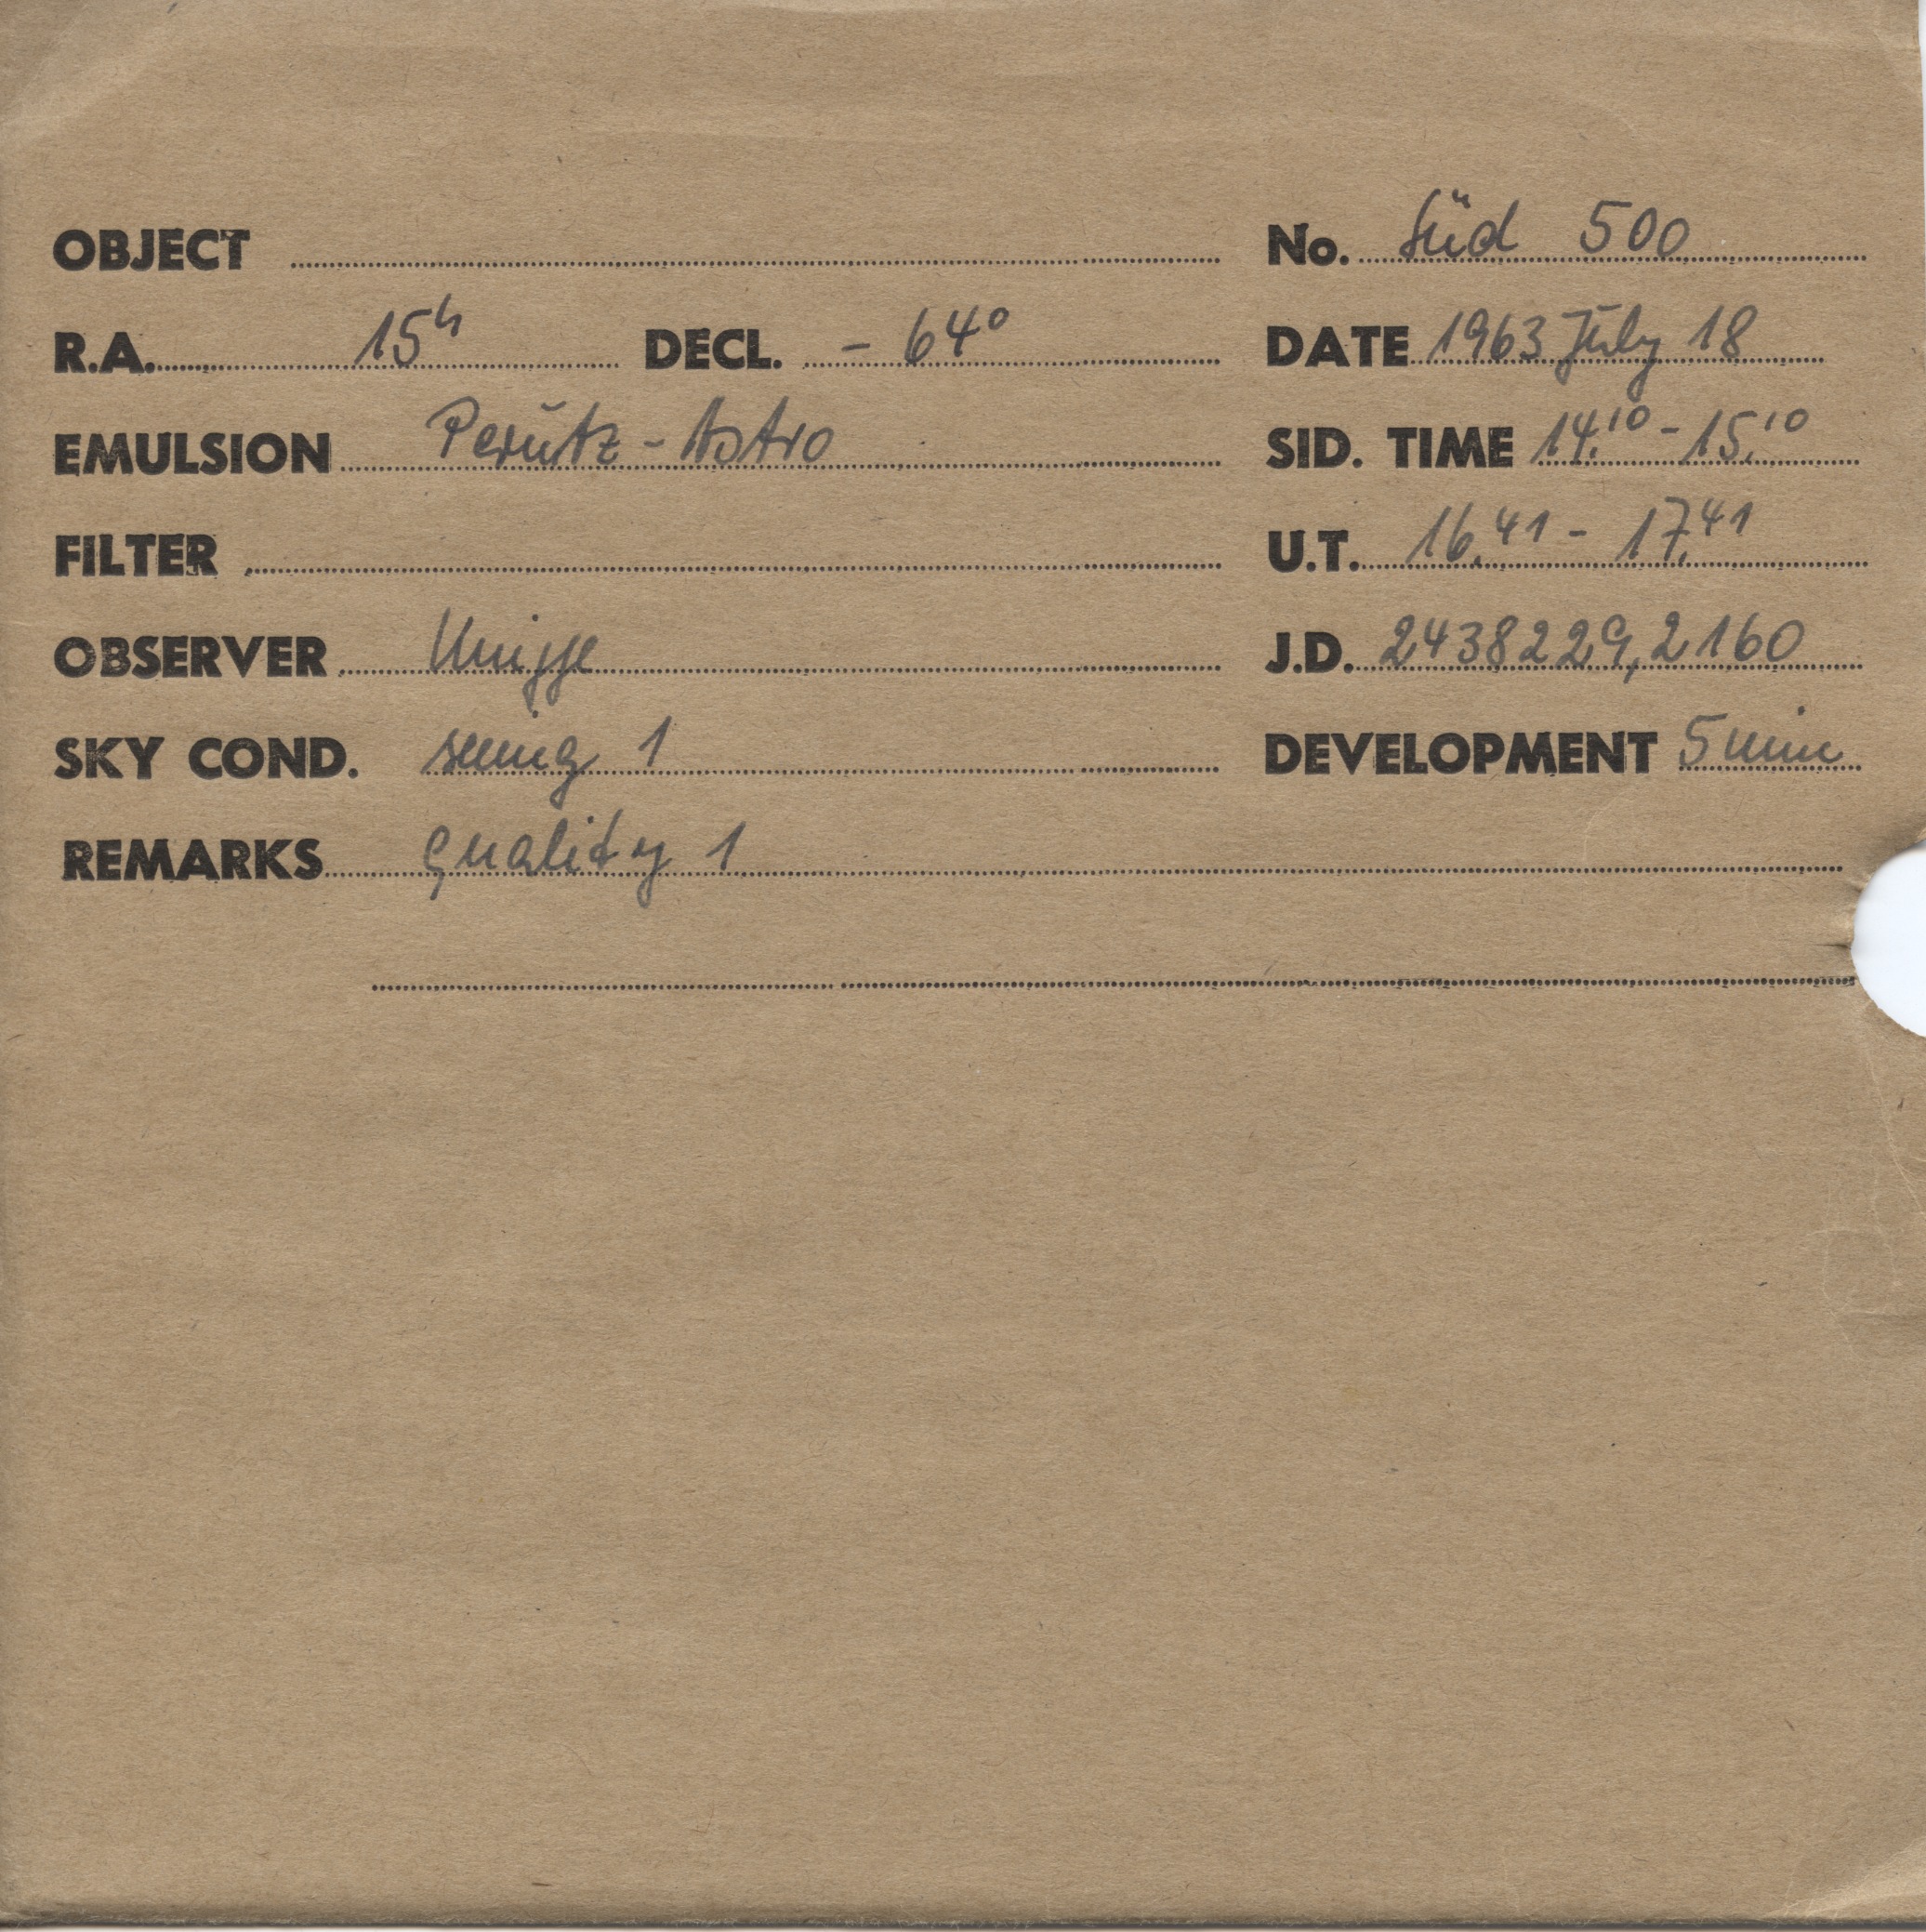 OBJECT No. Süd 500
R.A. 15h DECL. - 64° DATE 1963 July 18
EMULSION Perutz - Astro SID. TIME 14.10 - 15.10
FILTER U.T. 16.41 - 17.41
OBSERVER J.D. 2438229,2160
SKY COND. seeing 1 DEVELOPMENT 5 min
REMARKS quality 1